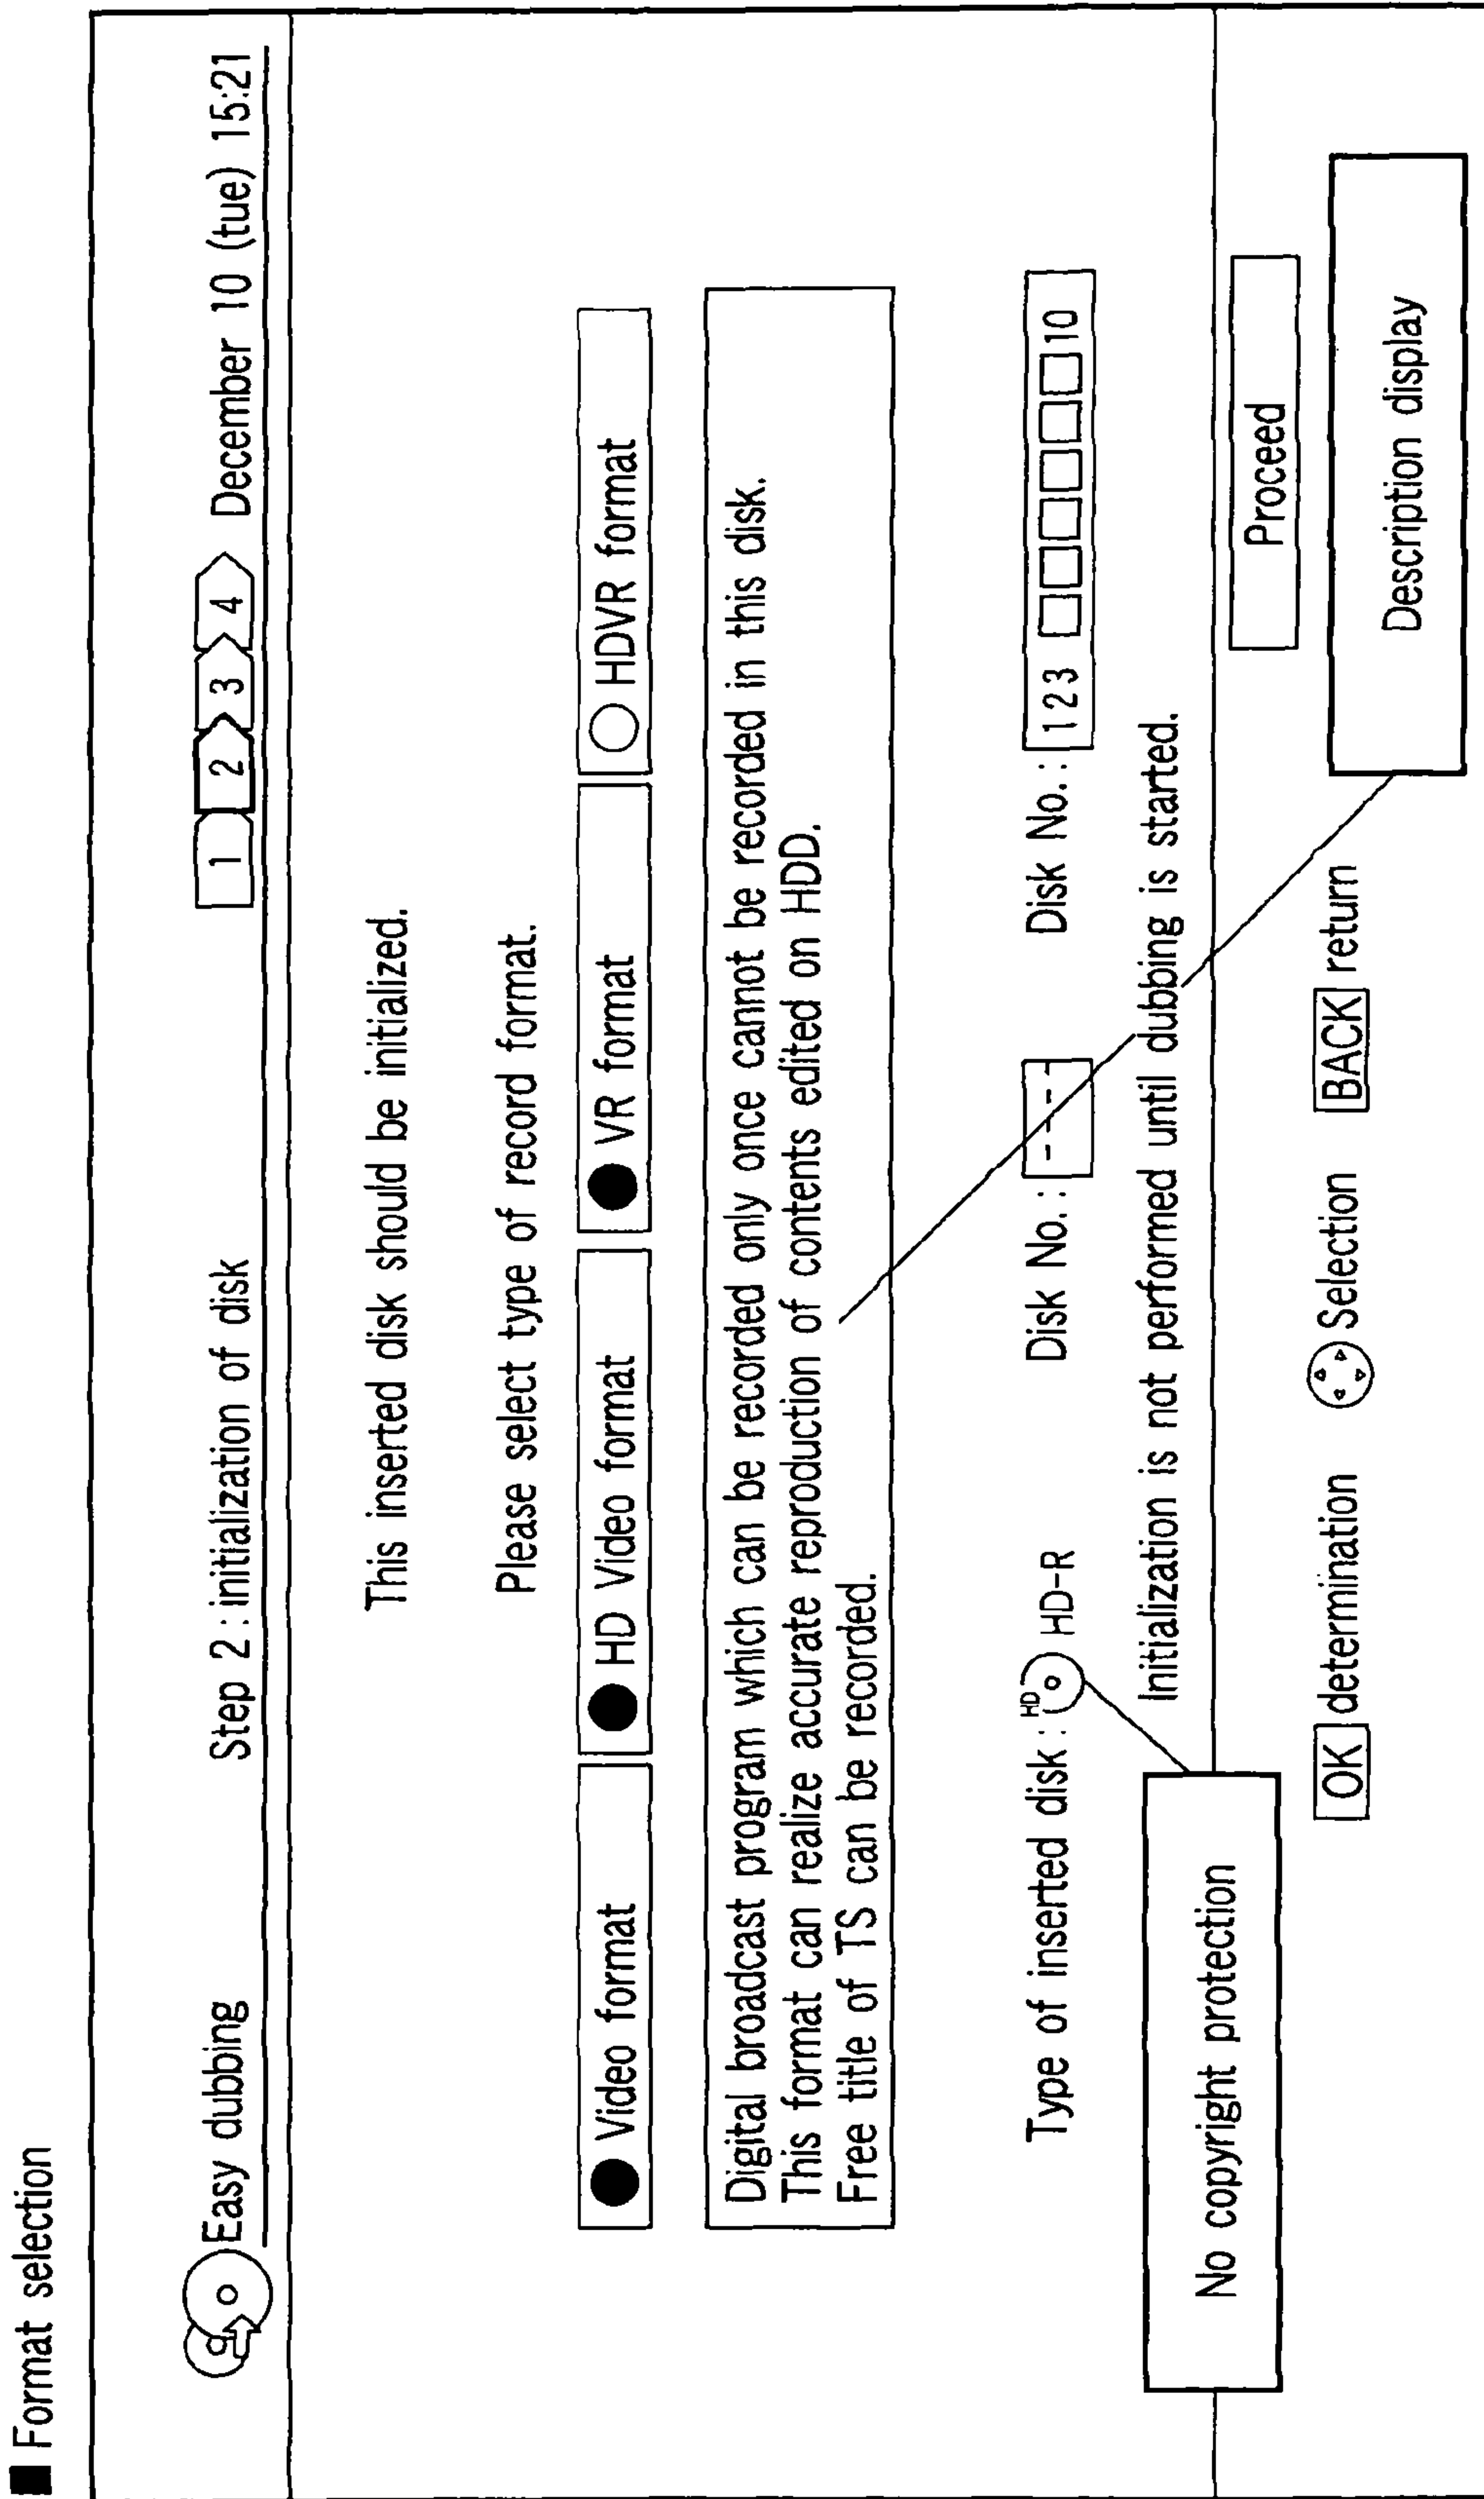 ■ Format selection
Easy dubbing Step 2 : initialization of disk 1 2 3 4 December 10 (tue) 15:21
This inserted disk should be initialized.
Please select type of record format.
● Video format ● HD Video format ● VR format ○ HDVR format
Digital broadcast program which can be recorded only once cannot be recorded in this disk.
This format can realize accurate reproduction of contents edited on HDD.
Free title of TS can be recorded.
Type of inserted disk : HD HD-R Disk No. : - - - Disk No. : 1 2 3 □□□□□□ 10
Initialization is not performed until dubbing is started.
No copyright protection
Proceed
OK determination Selection BACK return
Description display